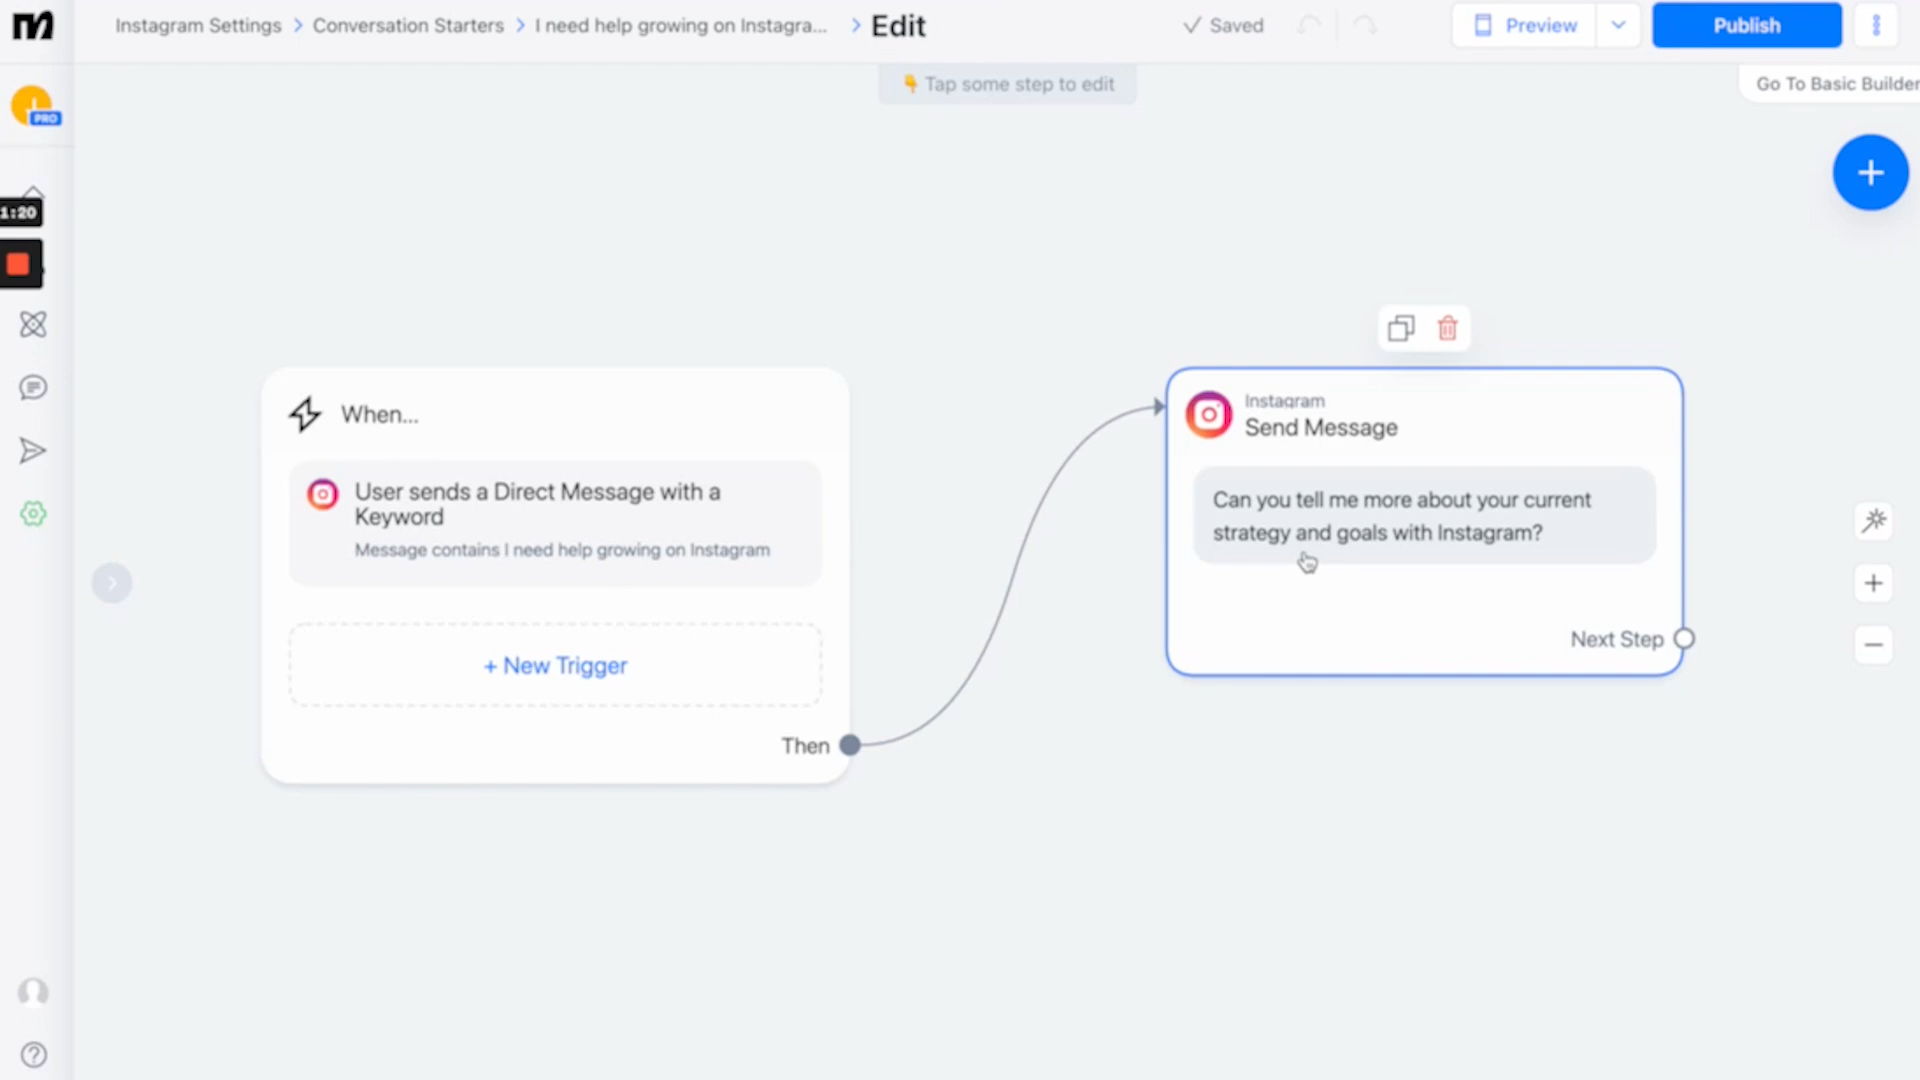 Instagram Settings > Conversation Starters > I need help growing on Instagra... > Edit
Saved
Preview
Publish
PRO
Tap some step to edit
Go To Basic Builder
1:20
When...
User sends a Direct Message with a
Keyword
Message contains I need help growing on Instagram
+ New Trigger
Then
Instagram
Send Message
Can you tell me more about your current
strategy and goals with Instagram?
Next Step